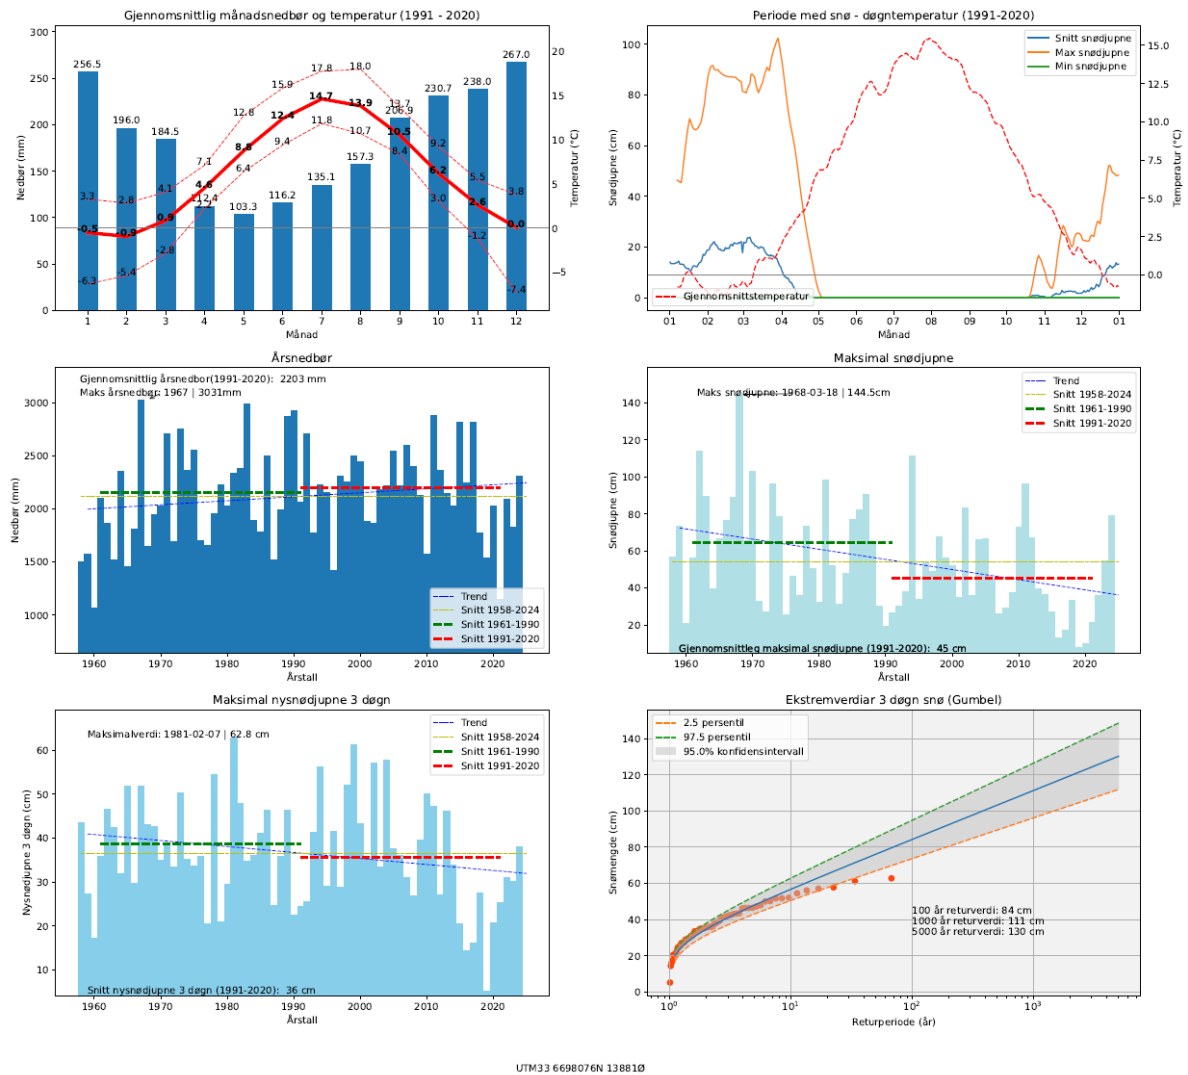 Gjennomsnittlig månadsnedbør og temperatur (1991 - 2020)
Nedbør (mm)
300
250
200
150
100
50
0
256.5
196.0
184.5
112.4
103.3
116.2
135.1
157.3
206.9
230.7
238.0
267.0
3.3
2.8
4.1
7.1
12.8
15.9
17.8
18.0
13.7
9.2
5.5
3.8
-0.5
-0.9
0.9
4.6
8.8
12.4
14.7
13.9
10.5
6.2
2.6
0.0
-6.3
-5.4
-2.8
2.2
6.4
9.4
11.8
10.7
8.4
3.0
-1.2
-7.4
20
15
10
5
0
−5
Temperatur (°C)
1 2 3 4 5 6 7 8 9 10 11 12
Månad
Periode med snø - døgntemperatur (1991-2020)
Snødjupne (cm)
100
80
60
40
20
0
Snitt snødjupne
Max snødjupne
Min snødjupne
Gjennomsnittstemperatur
15.0
12.5
10.0
7.5
5.0
2.5
0.0
Temperatur (°C)
01 02 03 04 05 06 07 08 09 10 11 12 01
Månad
Årsnedbør
Gjennomsnittlig årsnedbor(1991-2020): 2203 mm
Maks årsnedbør: 1967 | 3031mm
Nedbør (mm)
3000
2500
2000
1500
1000
Trend
Snitt 1958-2024
Snitt 1961-1990
Snitt 1991-2020
1960 1970 1980 1990 2000 2010 2020
Årstall
Maksimal snødjupne
Maks snødjupne: 1968-03-18 | 144.5cm
Trend
Snitt 1958-2024
Snitt 1961-1990
Snitt 1991-2020
Snødjupne (cm)
140
120
100
80
60
40
20
Gjennomsnittleg maksimal snødjupne (1991-2020): 45 cm
1960 1970 1980 1990 2000 2010 2020
Årstall
Maksimal nysnødjupne 3 døgn
Maksimalverdi: 1981-02-07 | 62.8 cm
Trend
Snitt 1958-2024
Snitt 1961-1990
Snitt 1991-2020
Nysnødjupne 3 døgn (cm)
60
50
40
30
20
10
Snitt nysnødjupne 3 døgn (1991-2020): 36 cm
1960 1970 1980 1990 2000 2010 2020
Årstall
Ekstremverdiar 3 døgn snø (Gumbel)
2.5 persentil
97.5 persentil
95.0% konfidensintervall
Snømengde (cm)
140
120
100
80
60
40
20
0
100 år returverdi: 84 cm
1000 år returverdi: 111 cm
5000 år returverdi: 130 cm
10⁰ 10¹ 10² 10³
Returperiode (år)
UTM33 6698076N 13881Ø